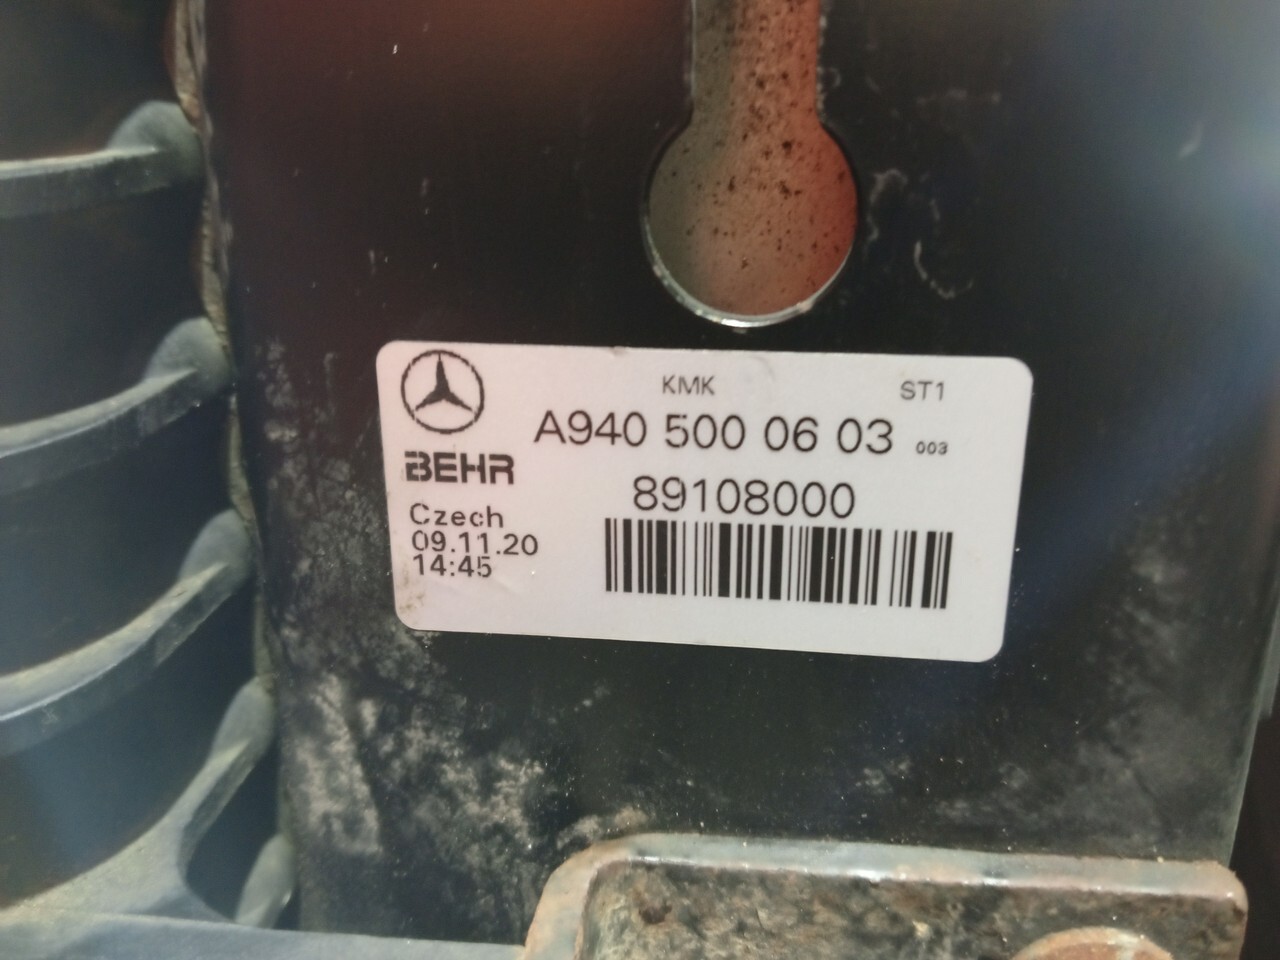 KMK ST1
A940 500 06 03 003
BEHR
89108000
Czech
09.11.20
14:45